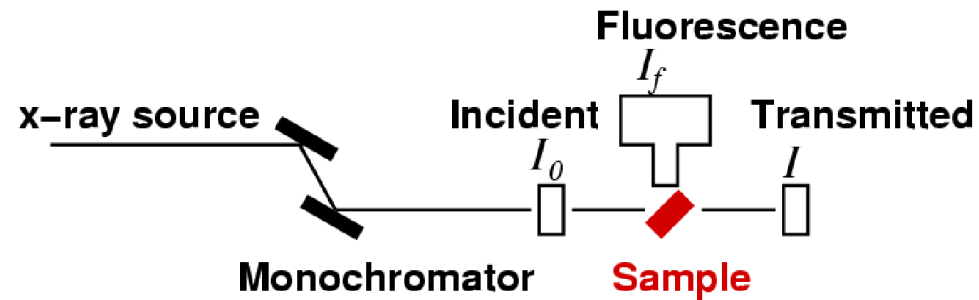 Fluorescence
I_f
x-ray source
Incident
Transmitted
I_0
I
Monochromator
Sample